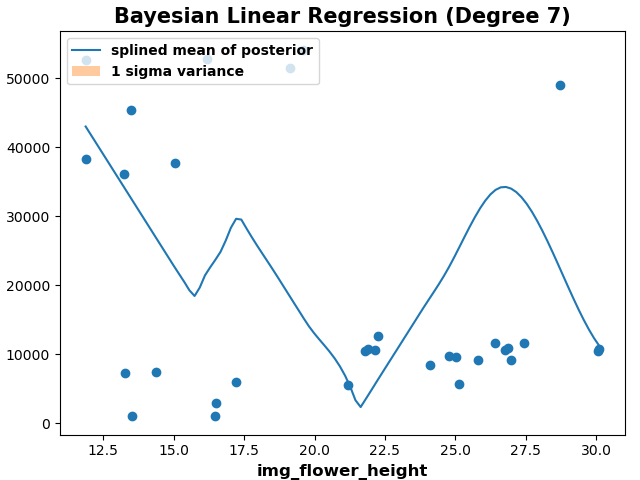 Bayesian Linear Regression (Degree 7)
splined mean of posterior
1 sigma variance
50000
40000
30000
20000
10000
0
12.5 15.0 17.5 20.0 22.5 25.0 27.5 30.0
img_flower_height